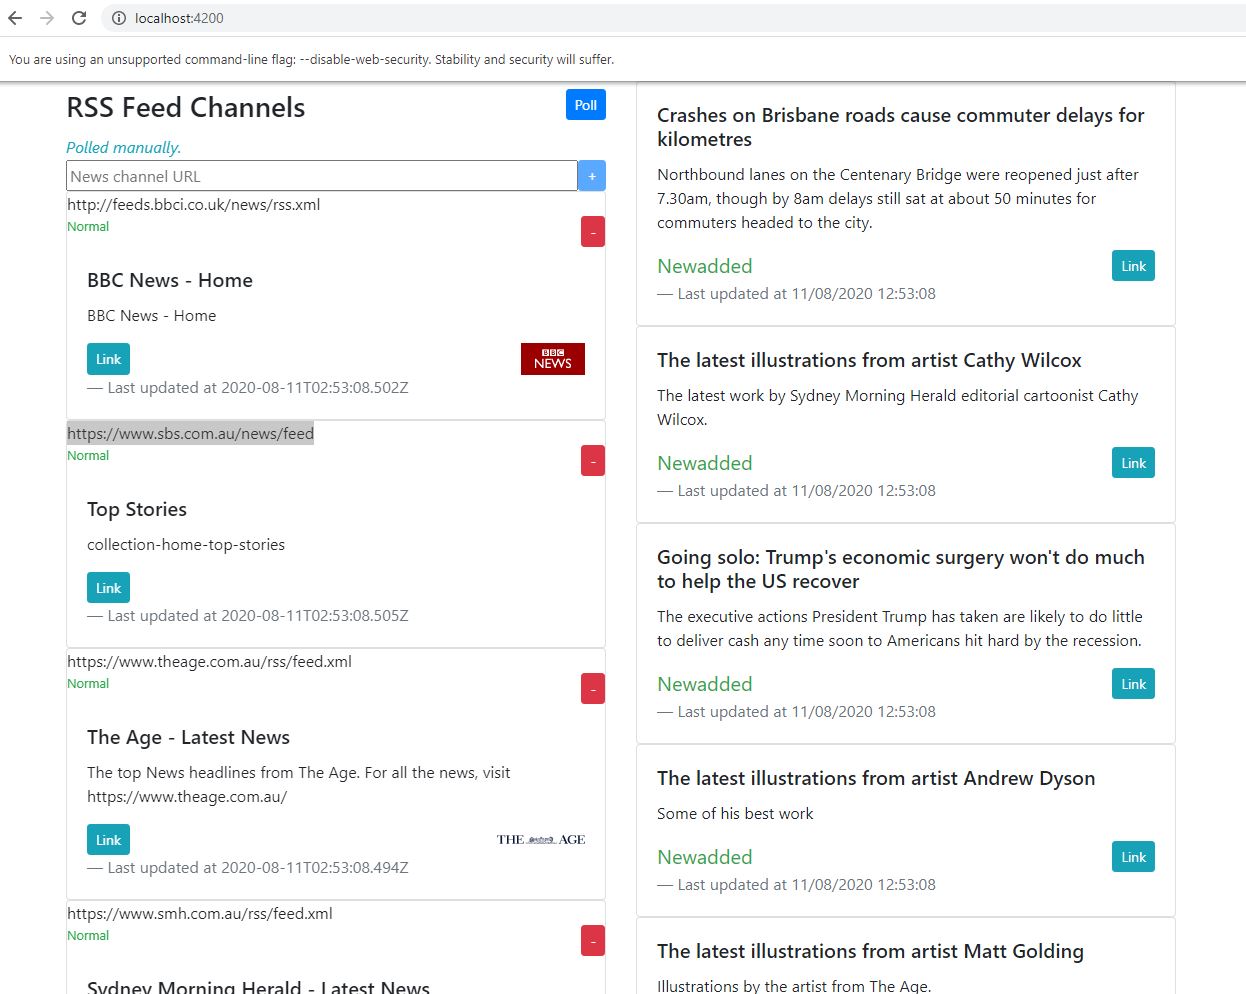 localhost:4200
You are using an unsupported command-line flag: --disable-web-security. Stability and security will suffer.
RSS Feed Channels
Poll
Polled manually.
News channel URL
+
http://feeds.bbci.co.uk/news/rss.xml
Normal
-
BBC News - Home
BBC News - Home
Link
BBC
NEWS
— Last updated at 2020-08-11T02:53:08.502Z
https://www.sbs.com.au/news/feed
Normal
-
Top Stories
collection-home-top-stories
Link
— Last updated at 2020-08-11T02:53:08.505Z
https://www.theage.com.au/rss/feed.xml
Normal
-
The Age - Latest News
The top News headlines from The Age. For all the news, visit
https://www.theage.com.au/
Link
THE AGE
— Last updated at 2020-08-11T02:53:08.494Z
https://www.smh.com.au/rss/feed.xml
Normal
-
Sydney Morning Herald - Latest News
Crashes on Brisbane roads cause commuter delays for
kilometres
Northbound lanes on the Centenary Bridge were reopened just after
7.30am, though by 8am delays still sat at about 50 minutes for
commuters headed to the city.
Newadded
Link
— Last updated at 11/08/2020 12:53:08
The latest illustrations from artist Cathy Wilcox
The latest work by Sydney Morning Herald editorial cartoonist Cathy
Wilcox.
Newadded
Link
— Last updated at 11/08/2020 12:53:08
Going solo: Trump's economic surgery won't do much
to help the US recover
The executive actions President Trump has taken are likely to do little
to deliver cash any time soon to Americans hit hard by the recession.
Newadded
Link
— Last updated at 11/08/2020 12:53:08
The latest illustrations from artist Andrew Dyson
Some of his best work
Newadded
Link
— Last updated at 11/08/2020 12:53:08
The latest illustrations from artist Matt Golding
Illustrations by the artist from The Age.